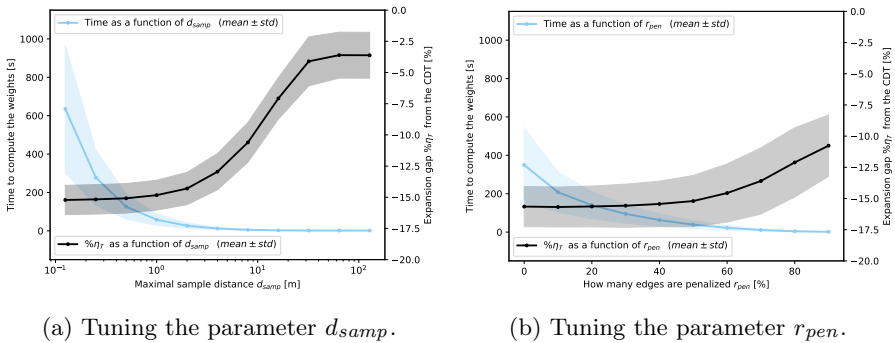 Time as a function of d_samp (mean ± std)
%η_T as a function of d_samp (mean ± std)
Time to compute the weights [s]
1000
800
600
400
200
0
0.0
−2.5
−5.0
−7.5
−10.0
−12.5
−15.0
−17.5
−20.0
Expansion gap %η_T from the CDT [%]
10⁻¹ 10⁰ 10¹ 10²
Maximal sample distance d_samp [m]
(a) Tuning the parameter d_samp.
Time as a function of r_pen (mean ± std)
%η_T as a function of r_pen (mean ± std)
Time to compute the weights [s]
1000
800
600
400
200
0
0.0
−2.5
−5.0
−7.5
−10.0
−12.5
−15.0
−17.5
−20.0
Expansion gap %η_T from the CDT [%]
0 20 40 60 80
How many edges are penalized r_pen [%]
(b) Tuning the parameter r_pen.